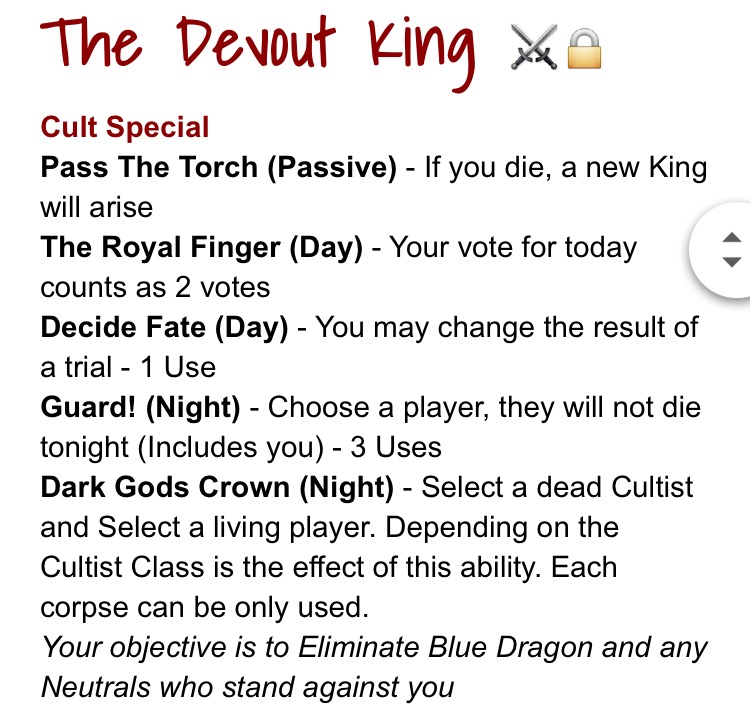 The Devout King ⚔🔒
Cult Special
Pass The Torch (Passive) - If you die, a new King
will arise
The Royal Finger (Day) - Your vote for today
counts as 2 votes
Decide Fate (Day) - You may change the result of
a trial - 1 Use
Guard! (Night) - Choose a player, they will not die
tonight (Includes you) - 3 Uses
Dark Gods Crown (Night) - Select a dead Cultist
and Select a living player. Depending on the
Cultist Class is the effect of this ability. Each
corpse can be only used.
Your objective is to Eliminate Blue Dragon and any
Neutrals who stand against you